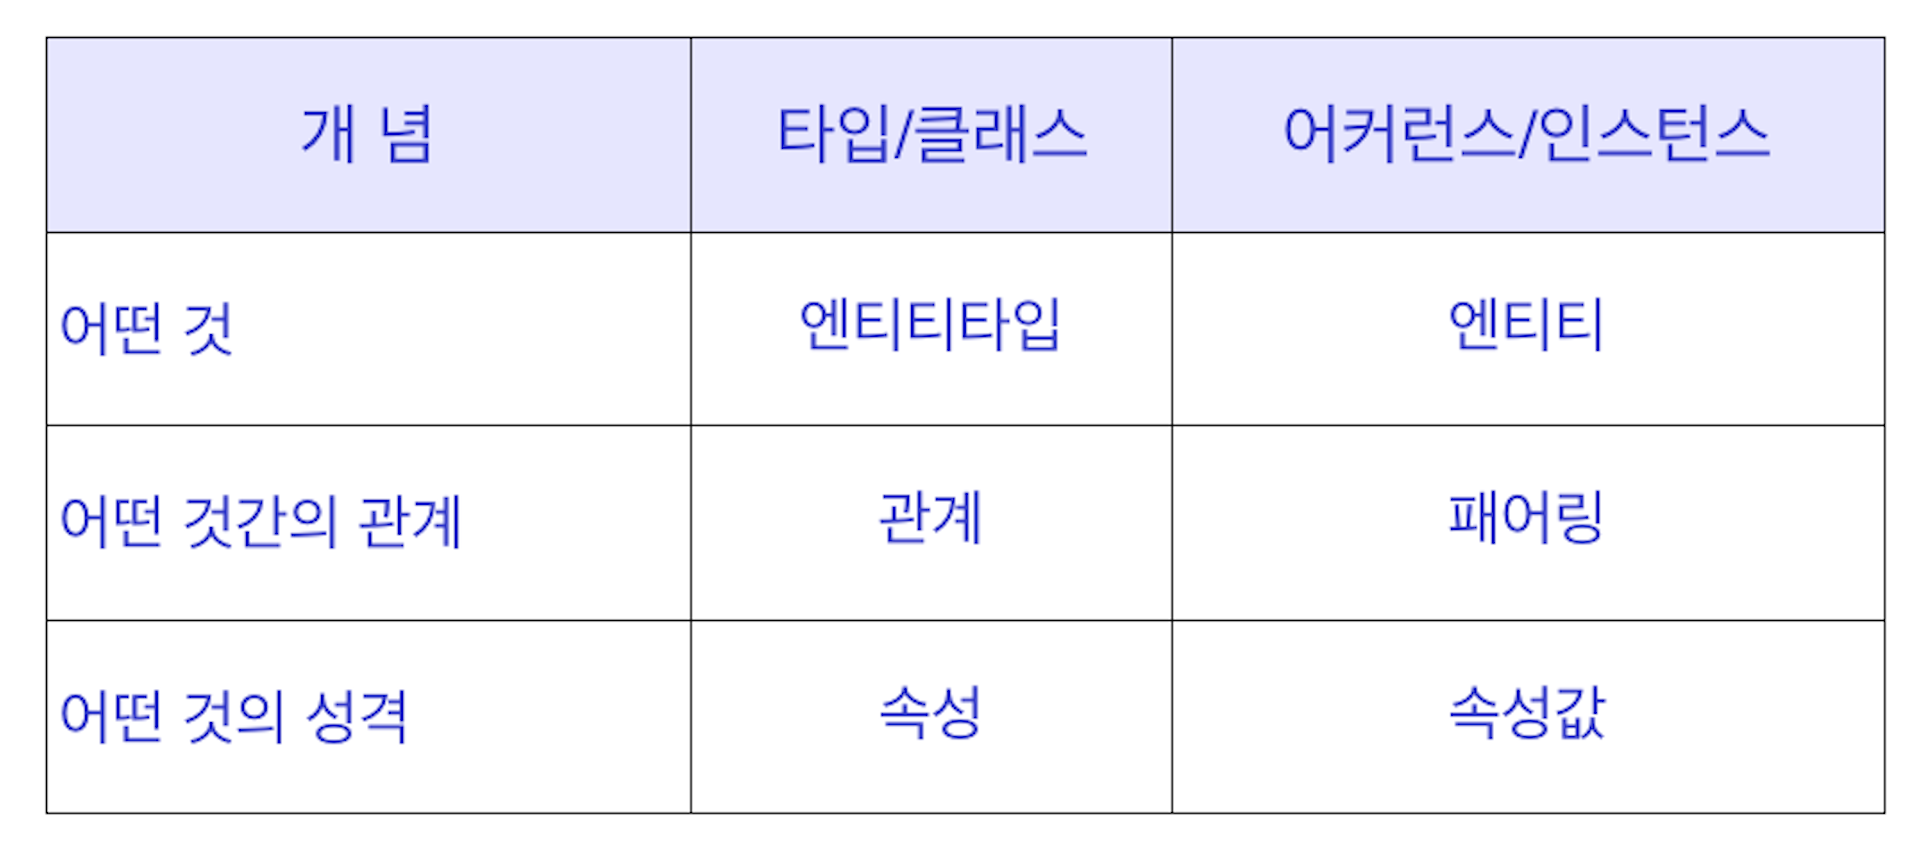 개 념 타입/클래스 어커런스/인스턴스
어떤 것 엔티티타입 엔티티
어떤 것간의 관계 관계 패어링
어떤 것의 성격 속성 속성값